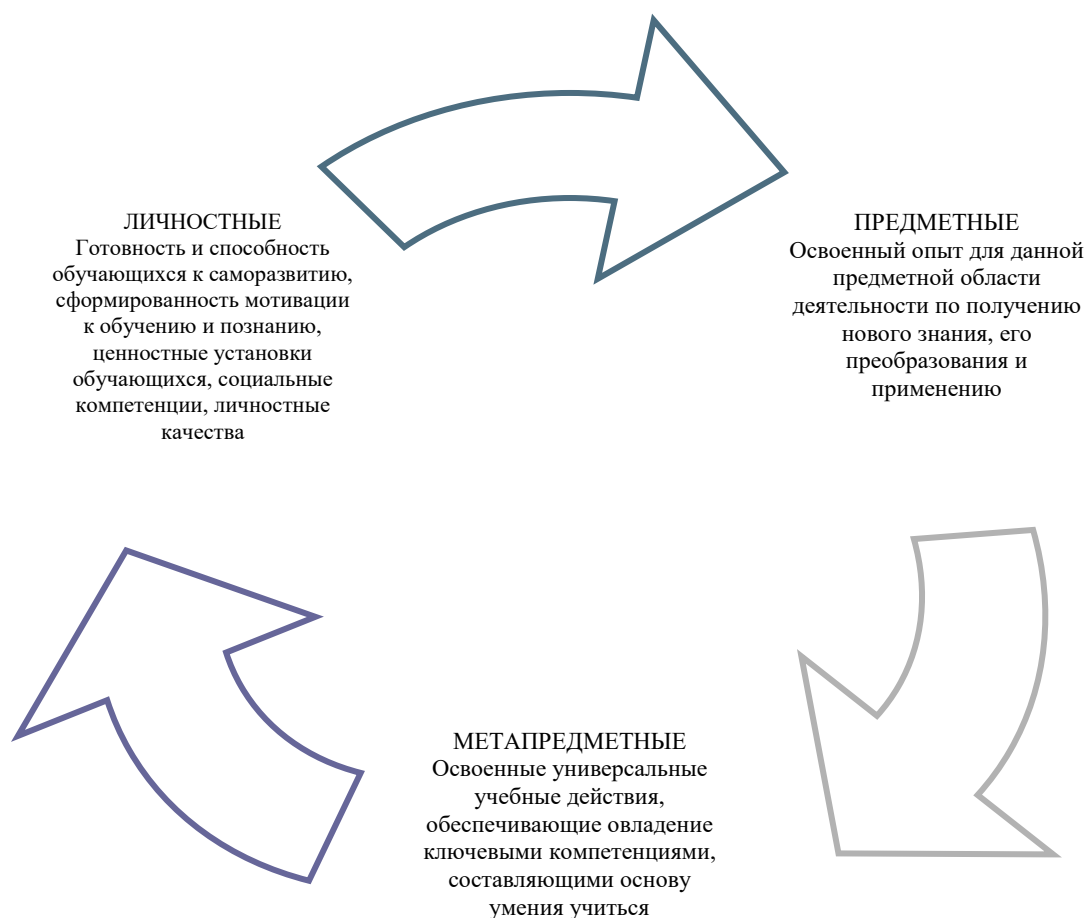 ЛИЧНОСТНЫЕ
Готовность и способность
обучающихся к саморазвитию,
сформированность мотивации
к обучению и познанию,
ценностные установки
обучающихся, социальные
компетенции, личностные
качества
ПРЕДМЕТНЫЕ
Освоенный опыт для данной
предметной области
деятельности по получению
нового знания, его
преобразования и
применению
МЕТАПРЕДМЕТНЫЕ
Освоенные универсальные
учебные действия,
обеспечивающие овладение
ключевыми компетенциями,
составляющими основу
умения учиться